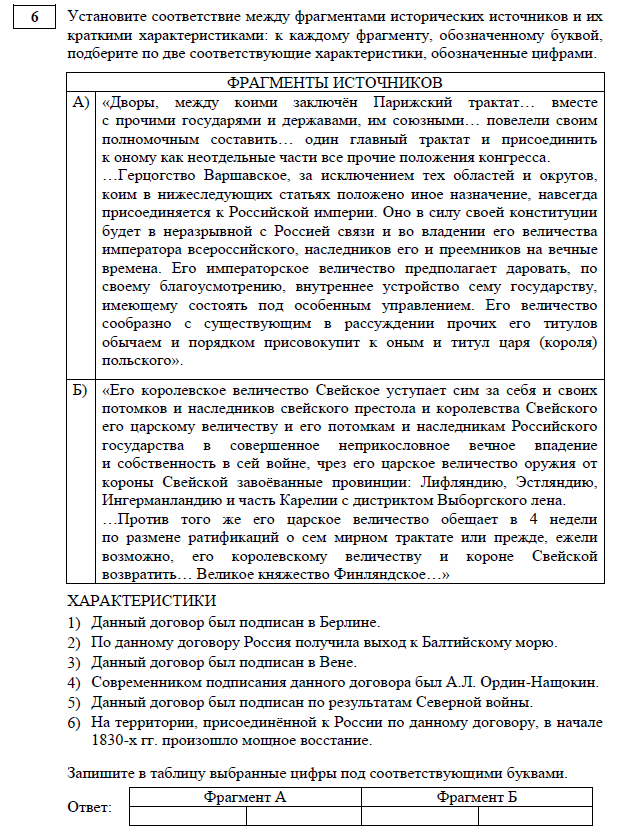 6
Установите соответствие между фрагментами исторических источников и их
краткими характеристиками: к каждому фрагменту, обозначенному буквой,
подберите по две соответствующие характеристики, обозначенные цифрами.
ФРАГМЕНТЫ ИСТОЧНИКОВ
А) «Дворы, между коими заключён Парижский трактат… вместе
с прочими государями и державами, им союзными… повелели своим
полномочным составить… один главный трактат и присоединить
к оному как неотдельные части все прочие положения конгресса.
…Герцогство Варшавское, за исключением тех областей и округов,
коим в нижеследующих статьях положено иное назначение, навсегда
присоединяется к Российской империи. Оно в силу своей конституции
будет в неразрывной с Россией связи и во владении его величества
императора всероссийского, наследников его и преемников на вечные
времена. Его императорское величество предполагает даровать, по
своему благоусмотрению, внутреннее устройство сему государству,
имеющему состоять под особенным управлением. Его величество
сообразно с существующим в рассуждении прочих его титулов
обычаем и порядком присовокупит к оным и титул царя (короля)
польского».
Б) «Его королевское величество Свейское уступает сим за себя и своих
потомков и наследников свейского престола и королевства Свейского
его царскому величеству и его потомкам и наследникам Российского
государства в совершенное неприкословное вечное впадение
и собственность в сей войне, чрез его царское величество оружия от
короны Свейской завоёванные провинции: Лифляндию, Эстляндию,
Ингерманландию и часть Карелии с дистриктом Выборгского лена.
…Против того же его царское величество обещает в 4 недели
по размене ратификаций о сем мирном трактате или прежде, ежели
возможно, его королевскому величеству и короне Свейской
возвратить… Великое княжество Финляндское…»
ХАРАКТЕРИСТИКИ
1) Данный договор был подписан в Берлине.
2) По данному договору Россия получила выход к Балтийскому морю.
3) Данный договор был подписан в Вене.
4) Современником подписания данного договора был А.Л. Ордин-Нащокин.
5) Данный договор был подписан по результатам Северной войны.
6) На территории, присоединённой к России по данному договору, в начале
1830-х гг. произошло мощное восстание.
Запишите в таблицу выбранные цифры под соответствующими буквами.
Фрагмент А Фрагмент Б
Ответ: